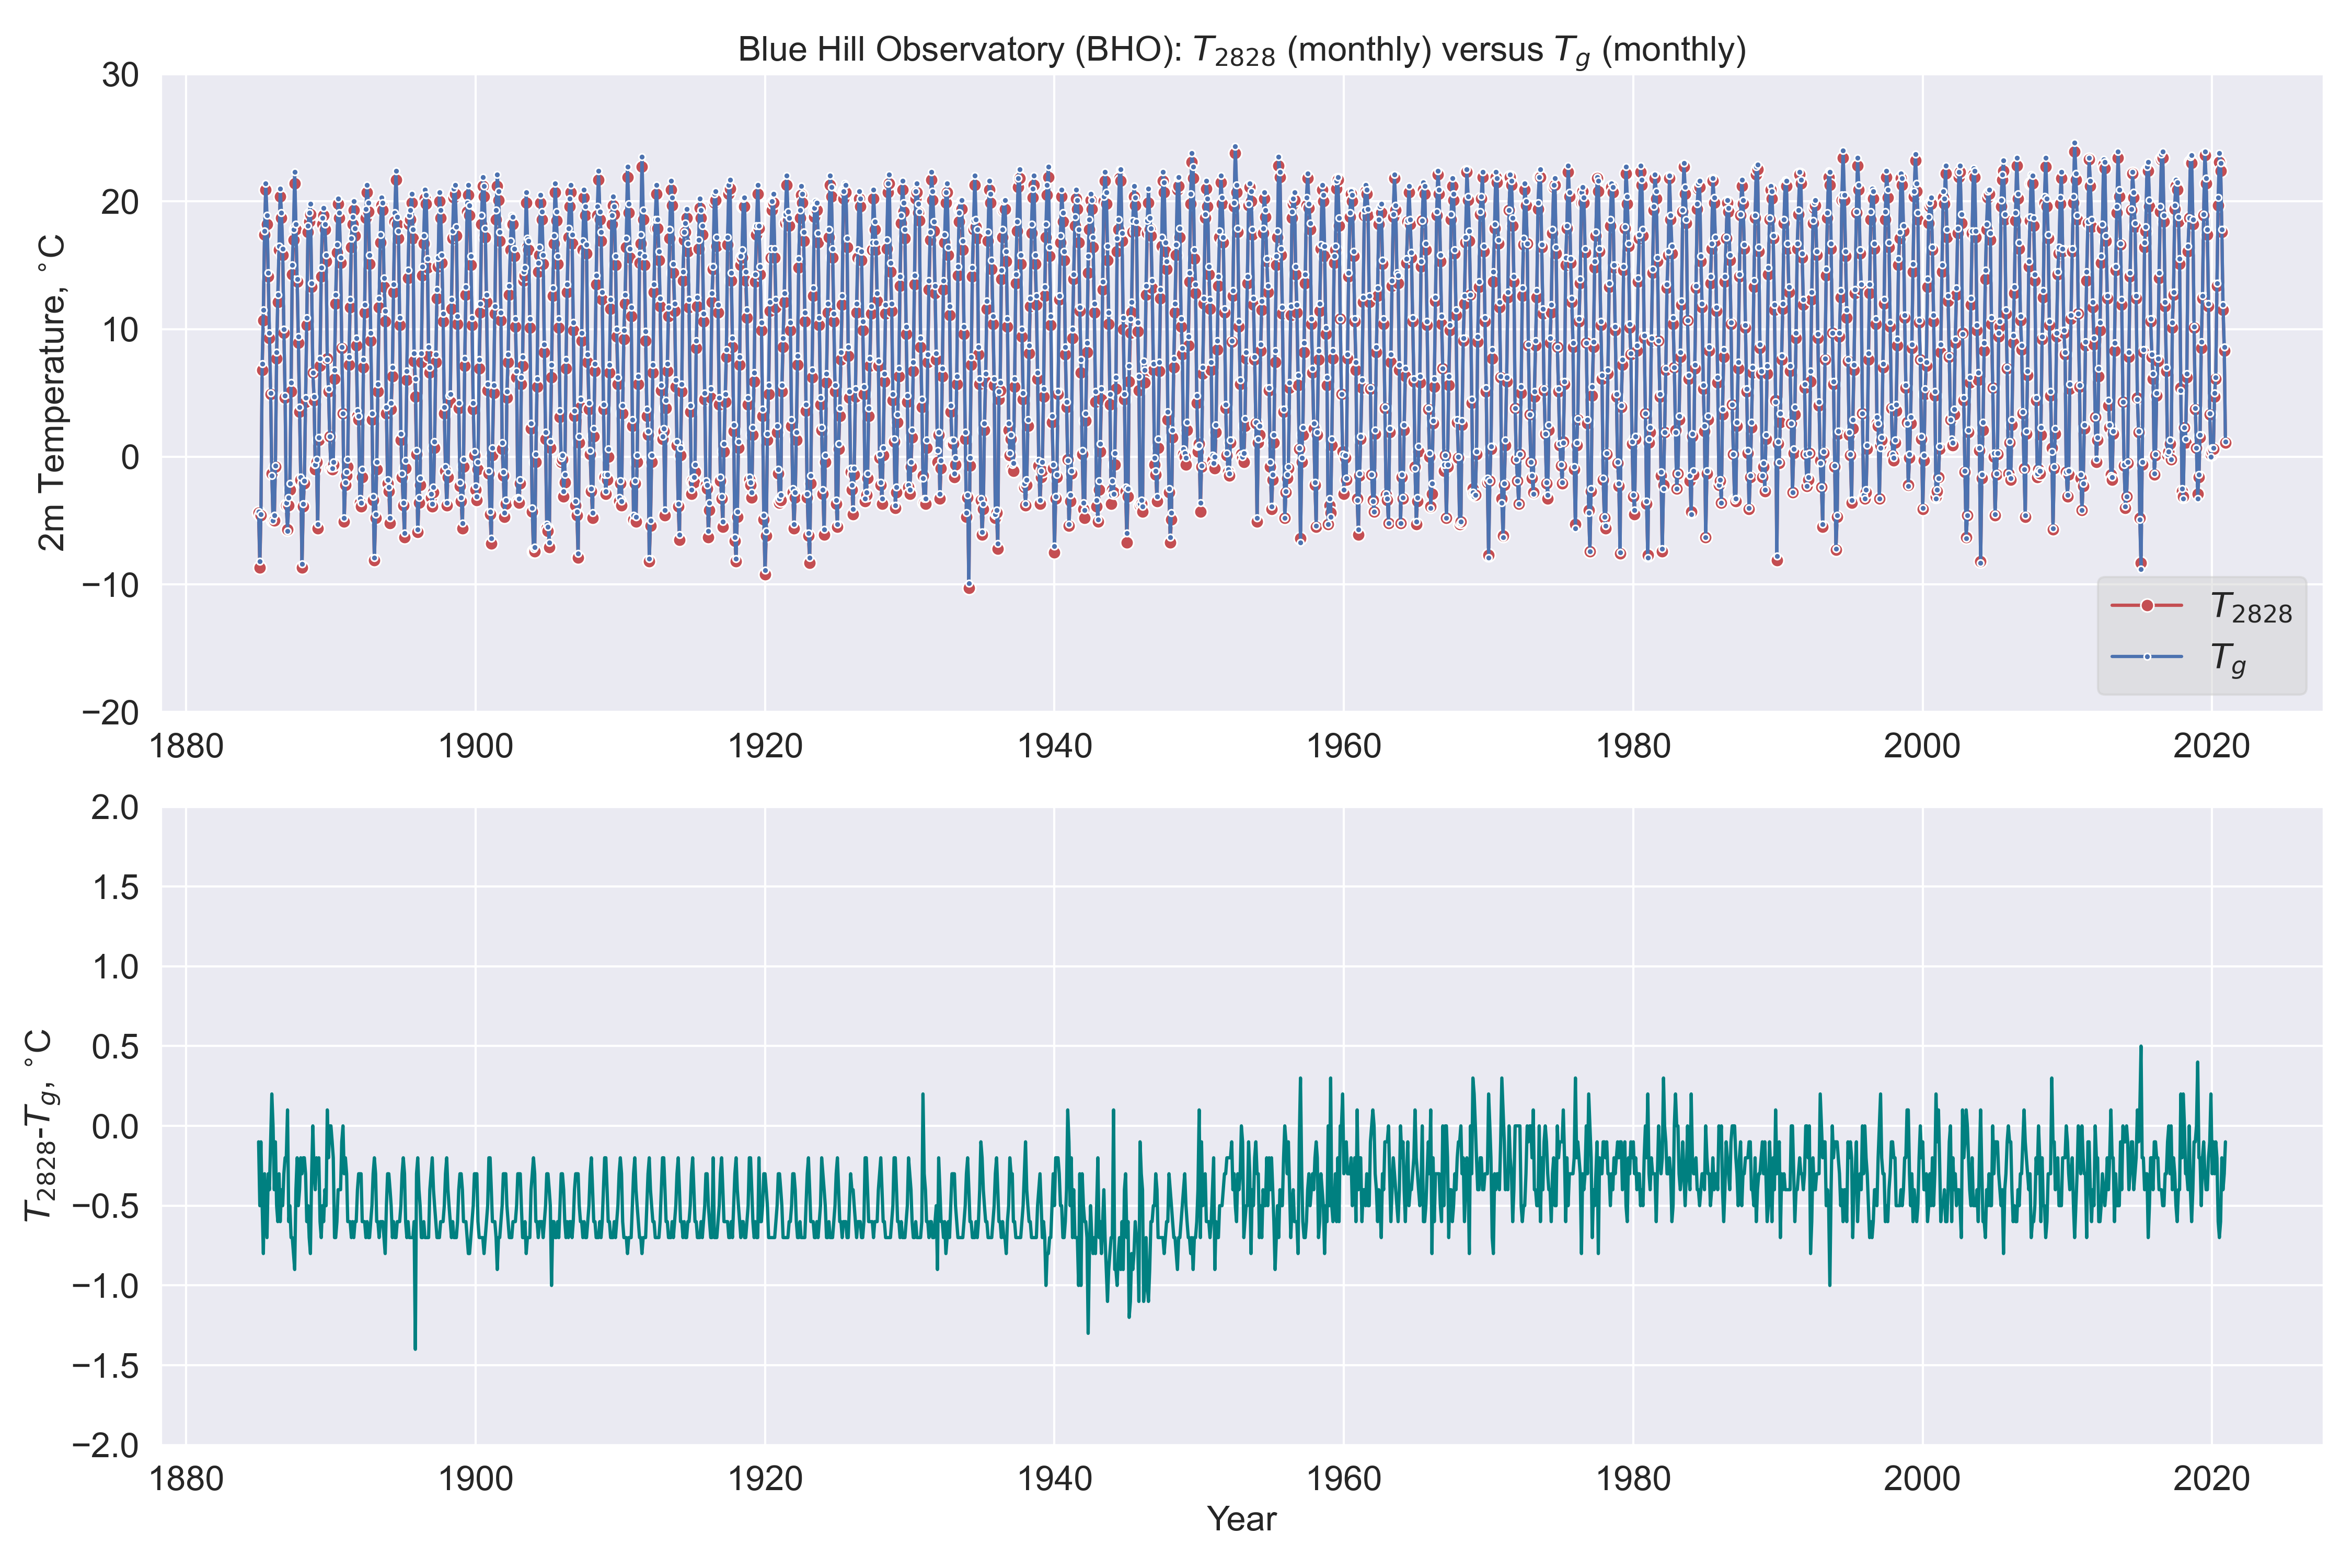 Blue Hill Observatory (BHO): T2828 (monthly) versus Tg (monthly)
30
20
10
0
−10
−20
2m Temperature, °C
T2828
Tg
1880 1900 1920 1940 1960 1980 2000 2020
2.0
1.5
1.0
0.5
0.0
−0.5
−1.0
−1.5
−2.0
T2828-Tg, °C
1880 1900 1920 1940 1960 1980 2000 2020
Year